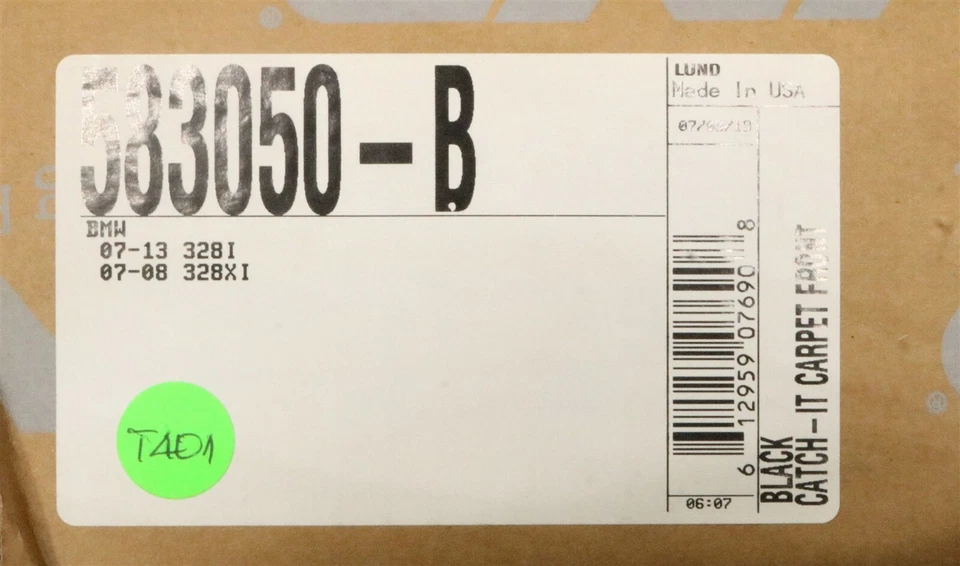 583050-B
BMW
07-13 328I
07-08 328XI
T401
LUND
Made In USA
6 12959 07690 8
06:07
BLACK
CATCH-IT CARPET FRONT